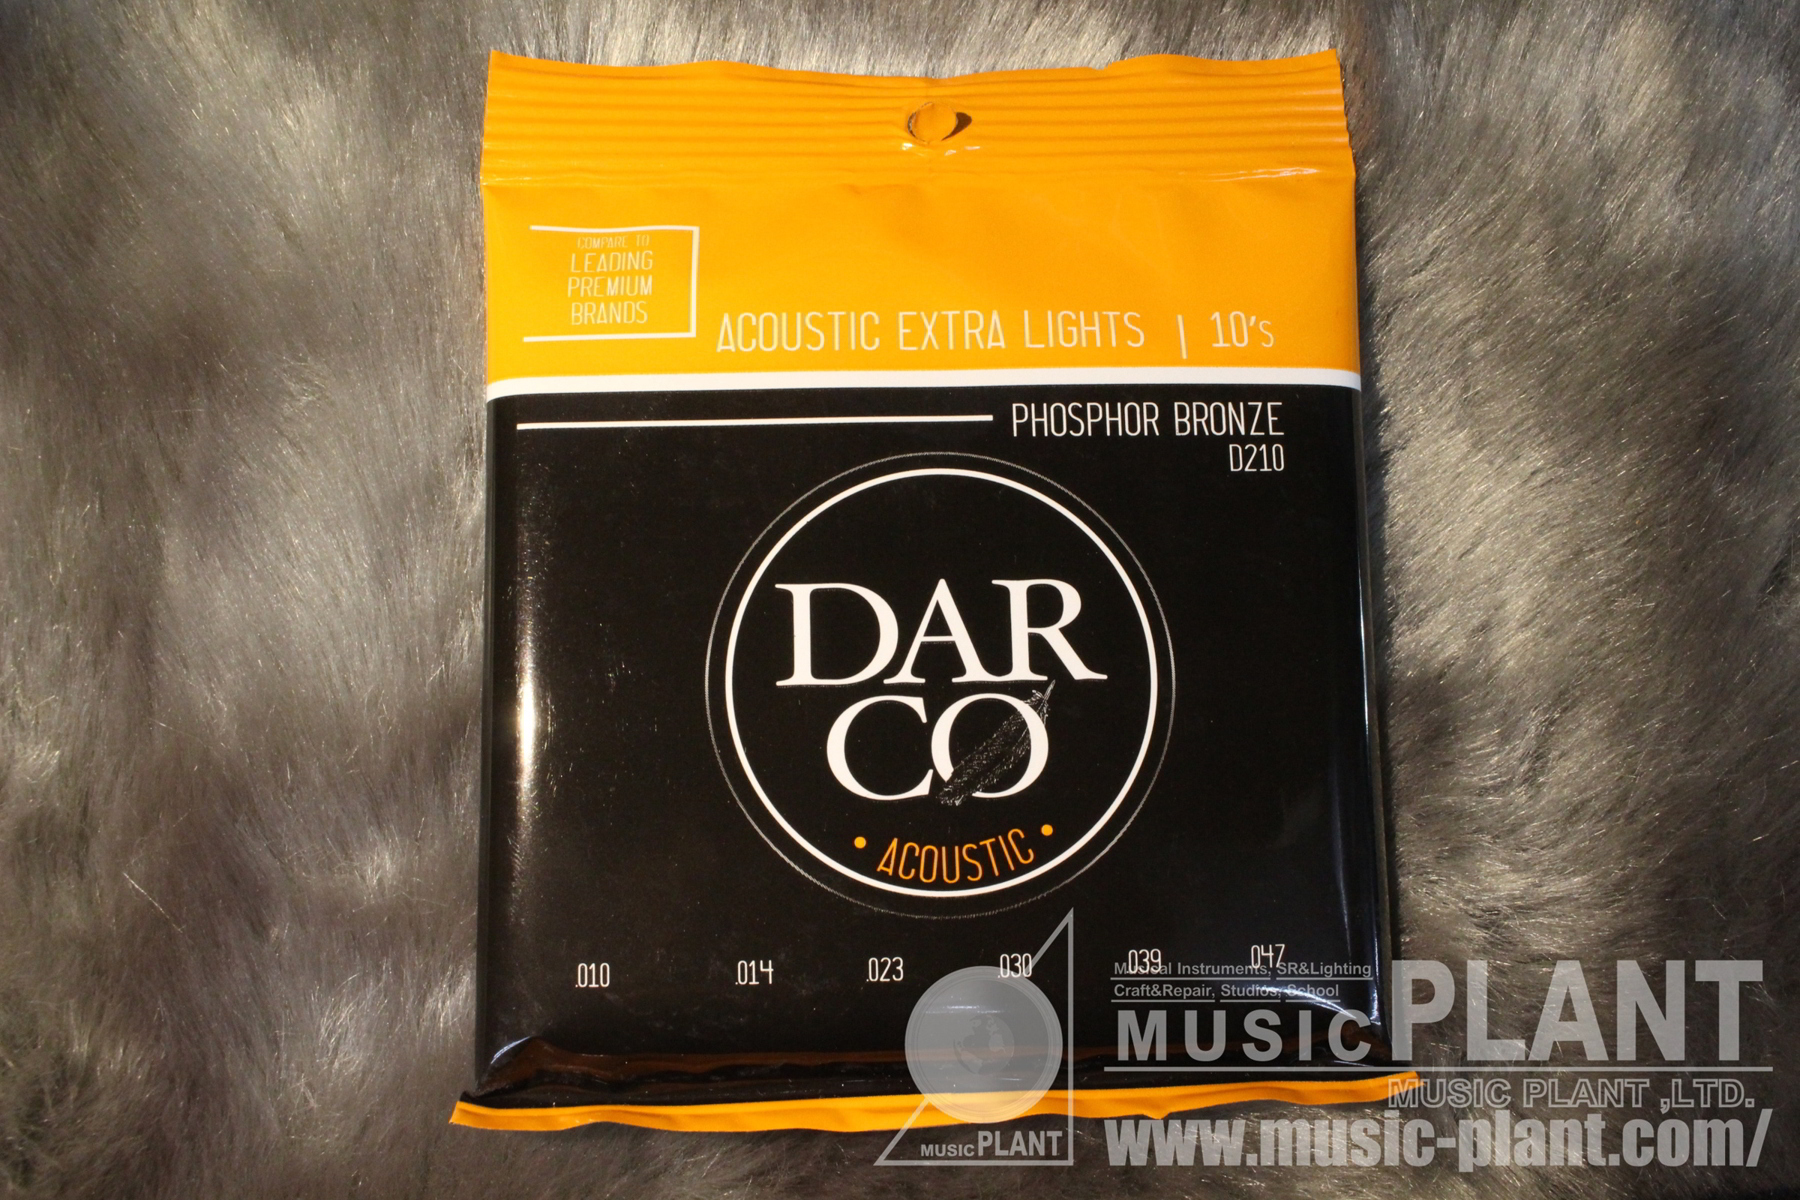 COMPARE TO
LEADING
PREMIUM
BRANDS
ACOUSTIC EXTRA LIGHTS | 10's
PHOSPHOR BRONZE
D210
DAR
CO
• ACOUSTIC •
.010 .014 .023 .030 .039 .047
Musical Instruments, SR&Lighting
Craft&Repair, Studios, School
MUSIC PLANT
MUSIC PLANT ,LTD.
MUSIC PLANT
www.music-plant.com/